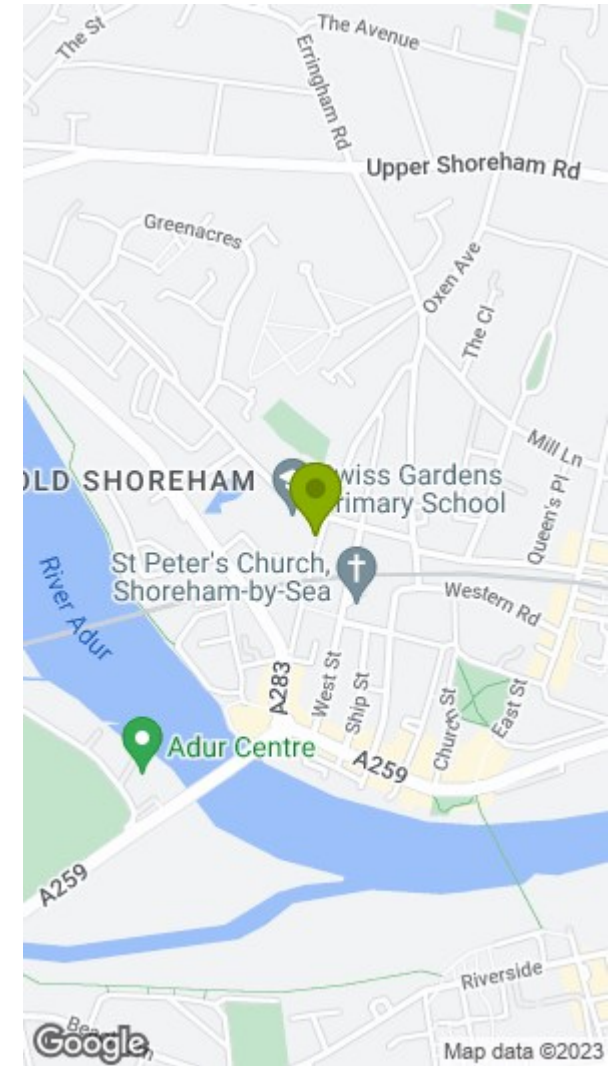 The St
The Avenue
Erringham Rd
Upper Shoreham Rd
Greenacres
Oxen Ave
The Cl
Mill Ln
OLD SHOREHAM
wiss Gardens
rimary School
Queen's Pl
St Peter's Church,
Shoreham-by-Sea
River Adur
Western Rd
A283
West St
Ship St
Church St
East St
Adur Centre
A259
A259
Riverside
Google
Map data ©2023